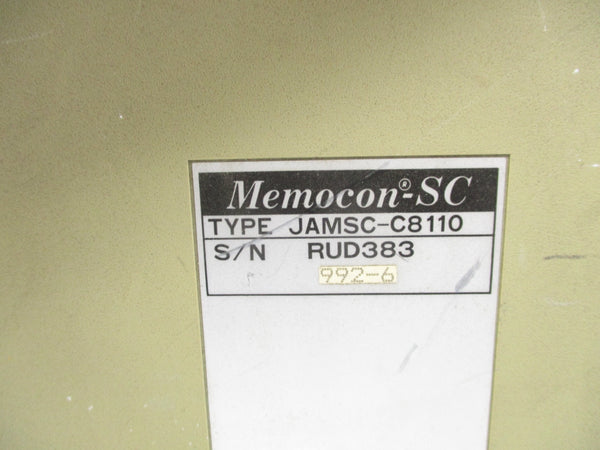 Memocon®-SC
TYPE JAMSC-C8110
S/N RUD383
992-6